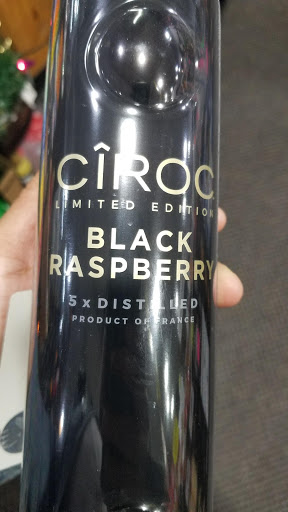 CÎROC
LIMITED EDITION
BLACK
RASPBERRY
5x DISTILLED
PRODUCT OF FRANCE